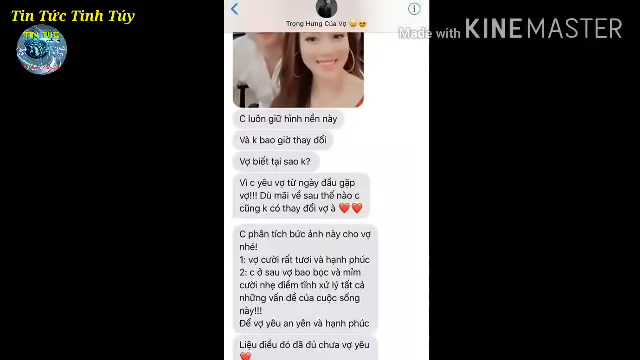 Tin Tức Tinh Túy
TIN TỨC
Trọng Hưng Của Vợ 😄😍
Made with KINEMASTER
C luôn giữ hình nền này
Và k bao giờ thay đổi
Vợ biết tại sao k?
Vì c yêu vợ từ ngày đầu gặp
vợ!!! Dù mãi về sau thế nào c
cũng k có thay đổi vợ à ❤️❤️
C phân tích bức ảnh này cho vợ
nhé!
1: vợ cười rất tươi và hạnh phúc
2: c ở sau vợ bao bọc và mỉm
cười nhẹ điềm tĩnh xử lý tất cả
những vấn đề của cuộc sống
này!!!
Để vợ yêu an yên và hạnh phúc
Liệu điều đó đã đủ chưa vợ yêu
❤️